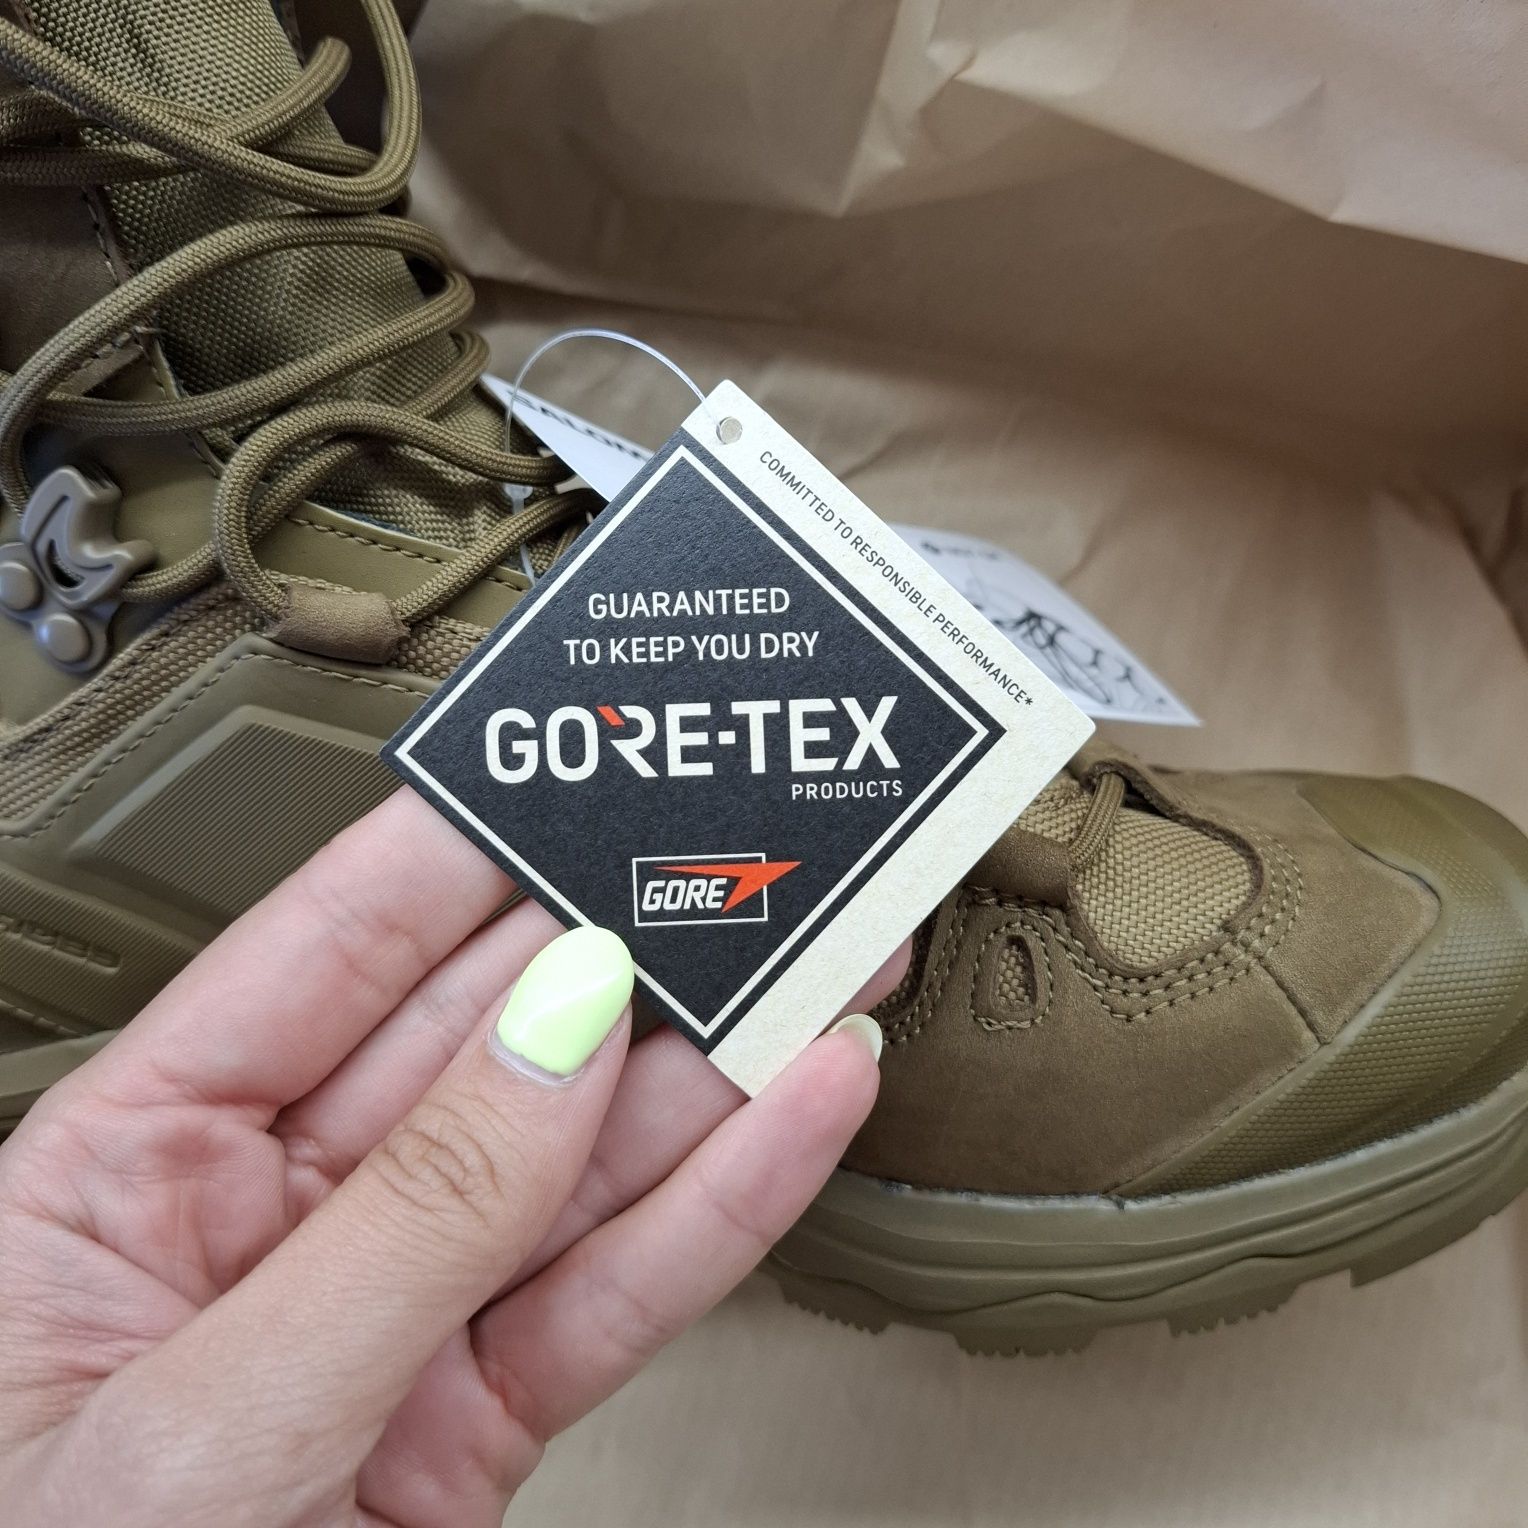 COMMITTED TO RESPONSIBLE PERFORMANCE*
GUARANTEED
TO KEEP YOU DRY
GORE-TEX
PRODUCTS
GORE